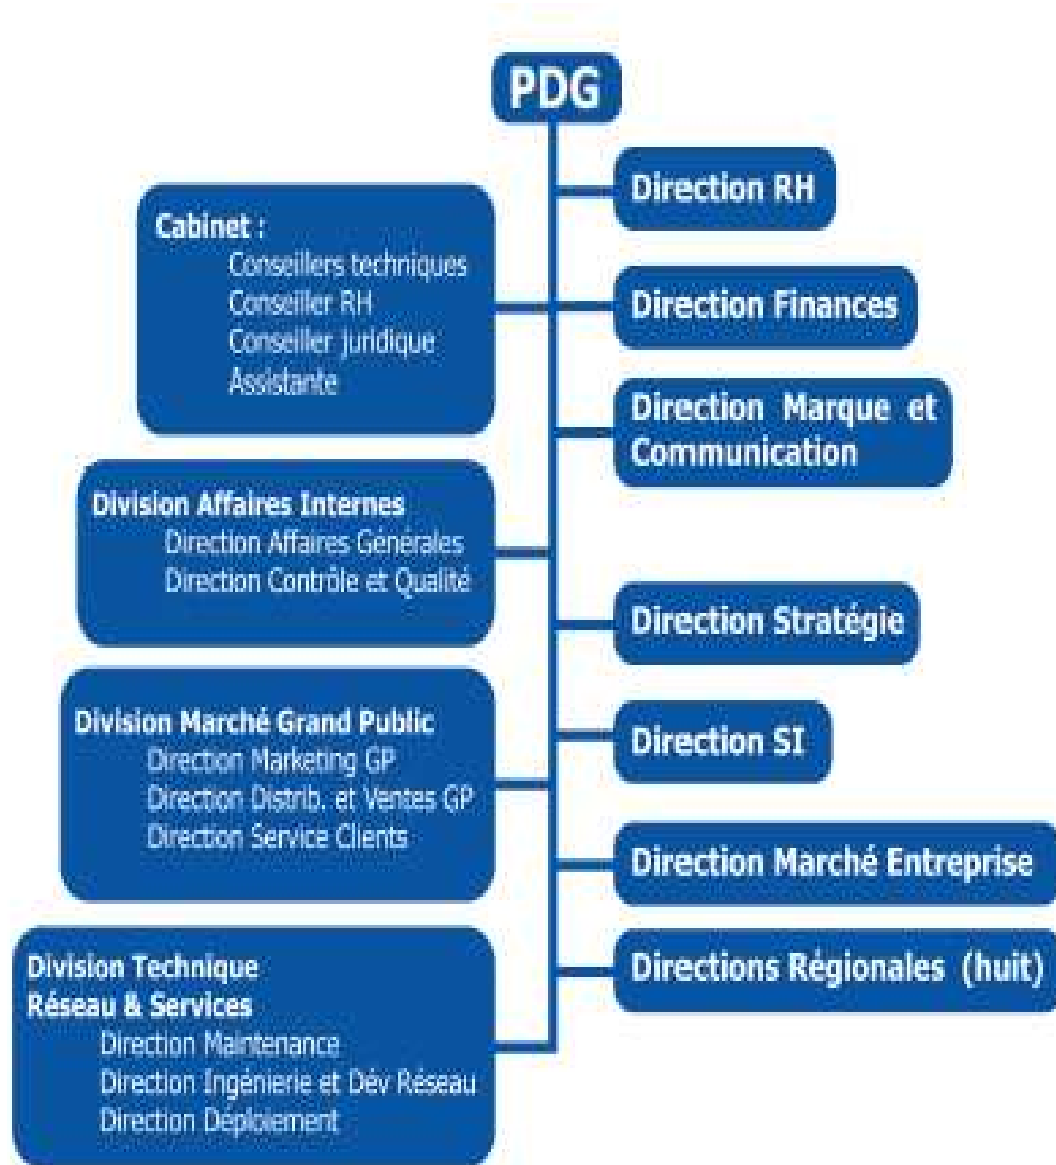 PDG
Direction RH
Cabinet :
Conseillers techniques
Conseiller RH
Conseiller juridique
Assistante
Direction Finances
Direction Marque et
Communication
Division Affaires Internes
Direction Affaires Générales
Direction Contrôle et Qualité
Direction Stratégie
Division Marché Grand Public
Direction Marketing GP
Direction Distrib. et Ventes GP
Direction Service Clients
Direction SI
Direction Marché Entreprise
Directions Régionales (huit)
Division Technique
Réseau & Services
Direction Maintenance
Direction Ingénierie et Dév Réseau
Direction Déploiement